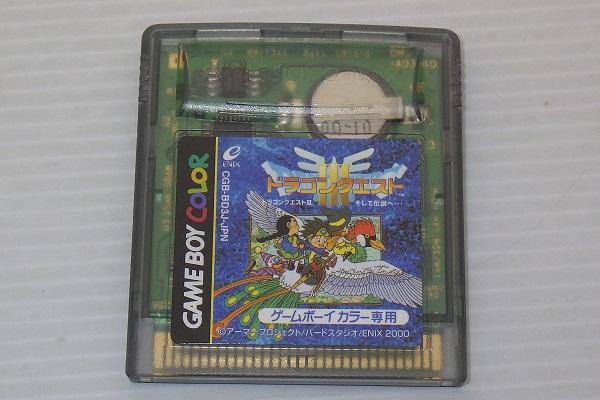 GAME BOY COLOR
ENIX
CGB-BD3J-JPN
III
ドラゴンクエスト
ドラゴンクエストIII
そして伝説へ…
ゲームボーイ カラー専用
©アーマープロジェクト/バードスタジオ/ENIX 2000